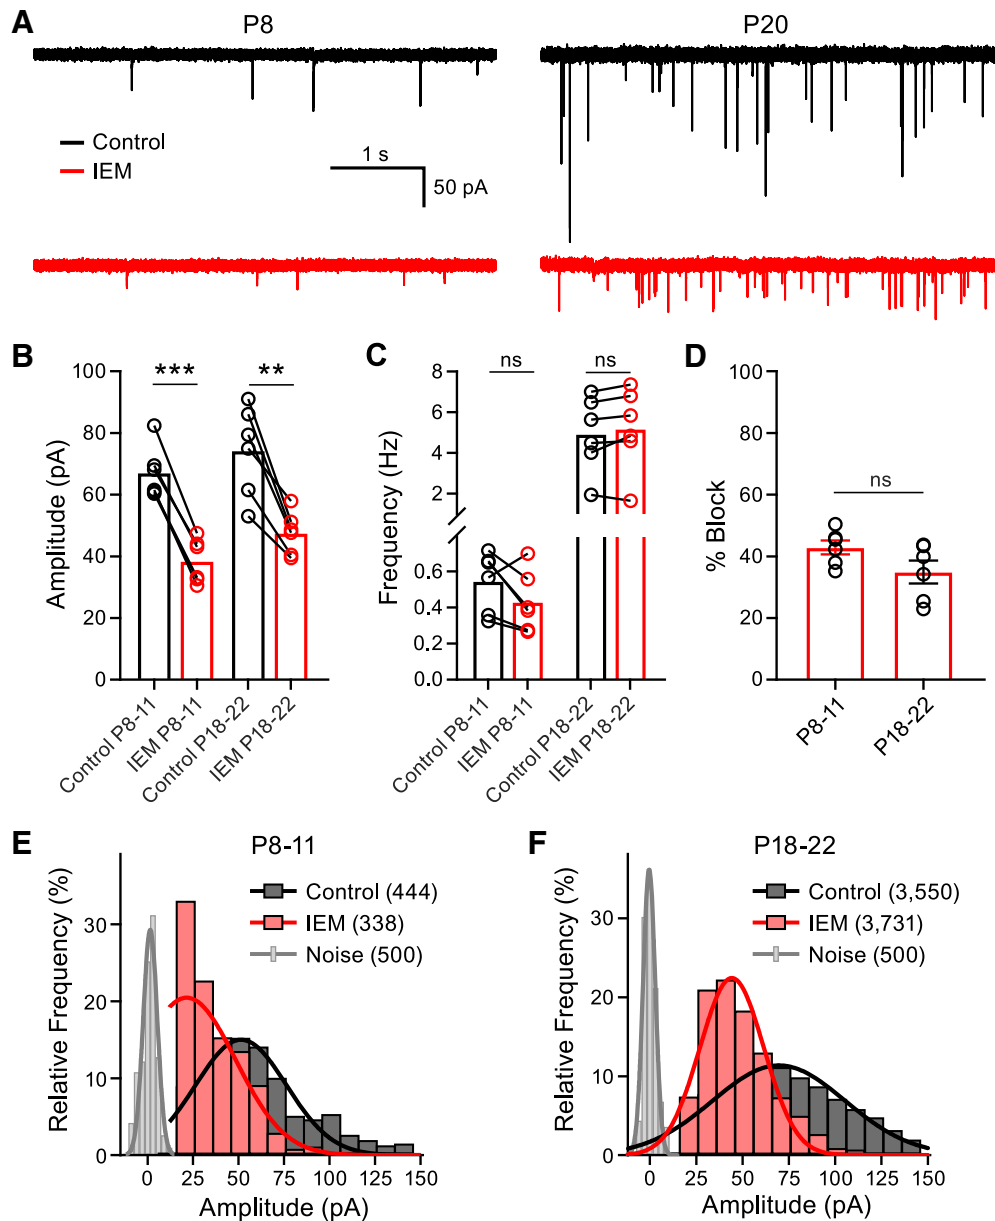 A
P8
P20
Control
IEM
1 s
50 pA
B
Amplitude (pA)
100
80
60
40
20
0
***
**
Control P8-11
IEM P8-11
Control P18-22
IEM P18-22
C
Frequency (Hz)
8
6
4
2
0.6
0.4
0.2
0.0
ns
ns
Control P8-11
IEM P8-11
Control P18-22
IEM P18-22
D
% Block
100
80
60
40
20
0
ns
P8-11
P18-22
E
P8-11
Relative Frequency (%)
30
20
10
0
Control (444)
IEM (338)
Noise (500)
0 25 50 75 100 125 150
Amplitude (pA)
F
P18-22
Relative Frequency (%)
30
20
10
0
Control (3,550)
IEM (3,731)
Noise (500)
0 25 50 75 100 125 150
Amplitude (pA)